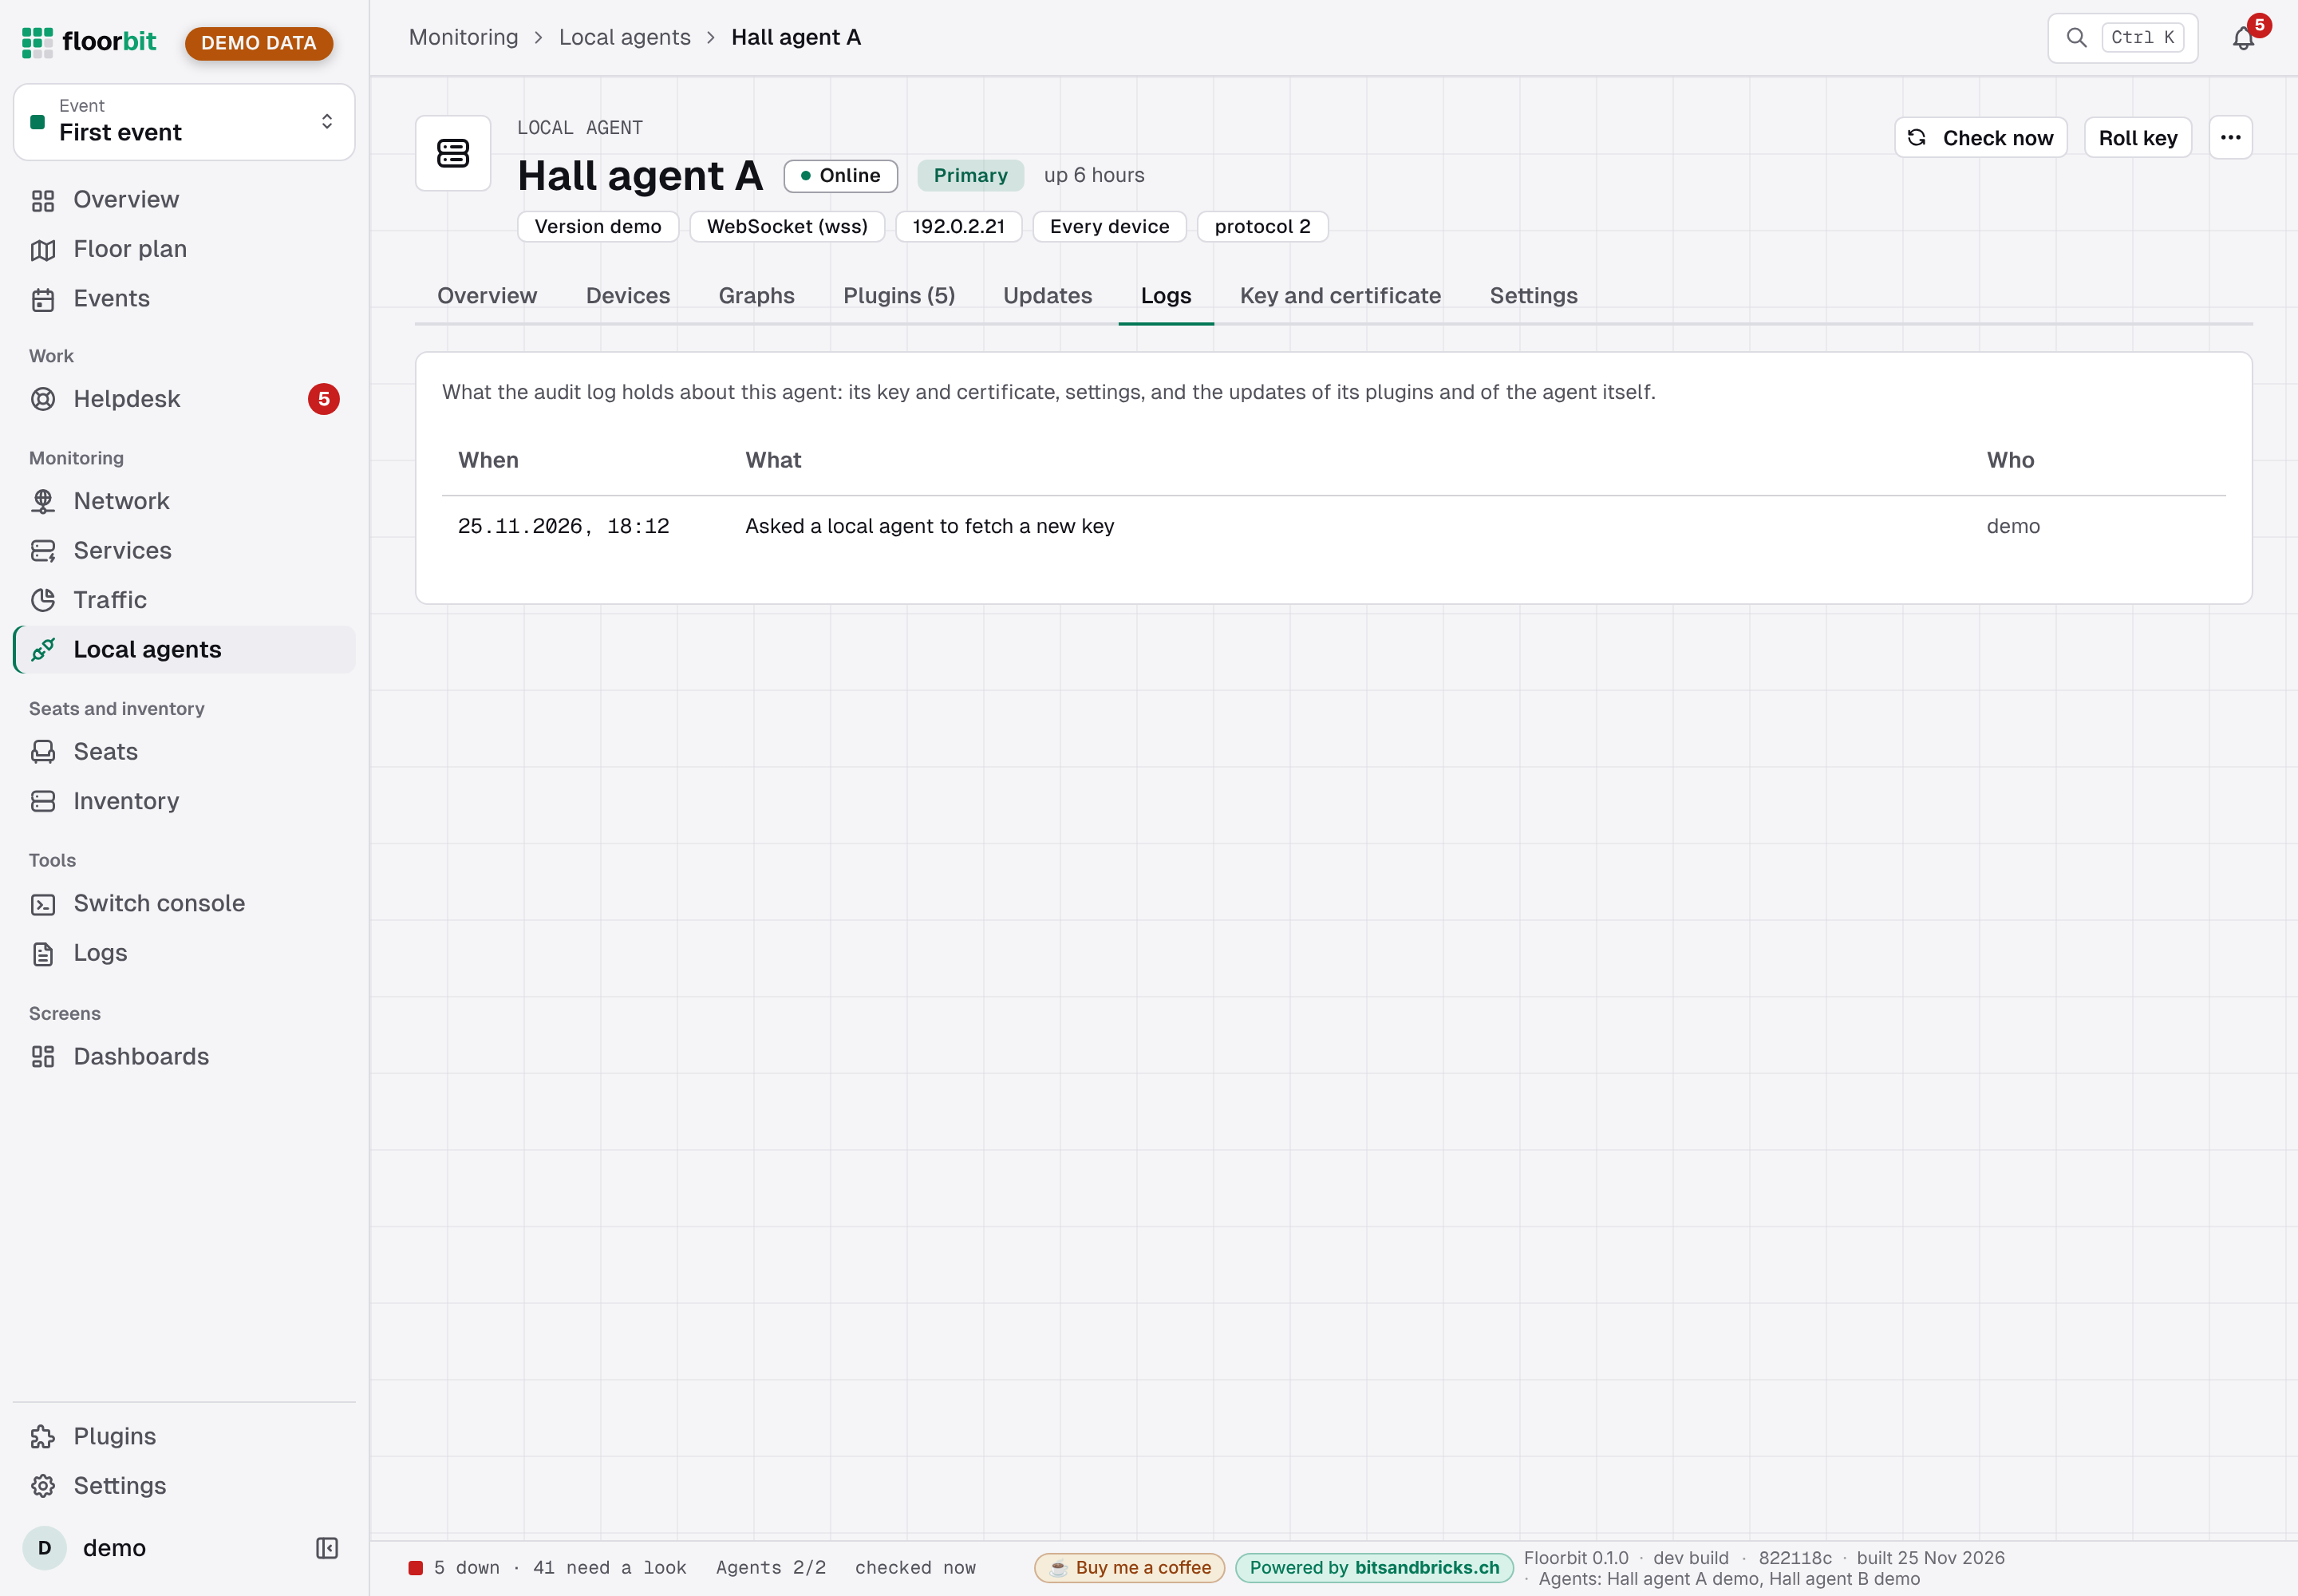 floorbit
DEMO DATA
Event
First event
Overview
Floor plan
Events
Work
Helpdesk 5
Monitoring
Network
Services
Traffic
Local agents
Seats and inventory
Seats
Inventory
Tools
Switch console
Logs
Screens
Dashboards
Plugins
Settings
D demo
Monitoring > Local agents > Hall agent A
Ctrl K
5
LOCAL AGENT
Hall agent A Online Primary up 6 hours
Version demo WebSocket (wss) 192.0.2.21 Every device protocol 2
Check now Roll key
Overview Devices Graphs Plugins (5) Updates Logs Key and certificate Settings
What the audit log holds about this agent: its key and certificate, settings, and the updates of its plugins and of the agent itself.
When What Who
25.11.2026, 18:12 Asked a local agent to fetch a new key demo
5 down · 41 need a look Agents 2/2 checked now
Buy me a coffee
Powered by bitsandbricks.ch
Floorbit 0.1.0 · dev build · 822118c · built 25 Nov 2026
· Agents: Hall agent A demo, Hall agent B demo